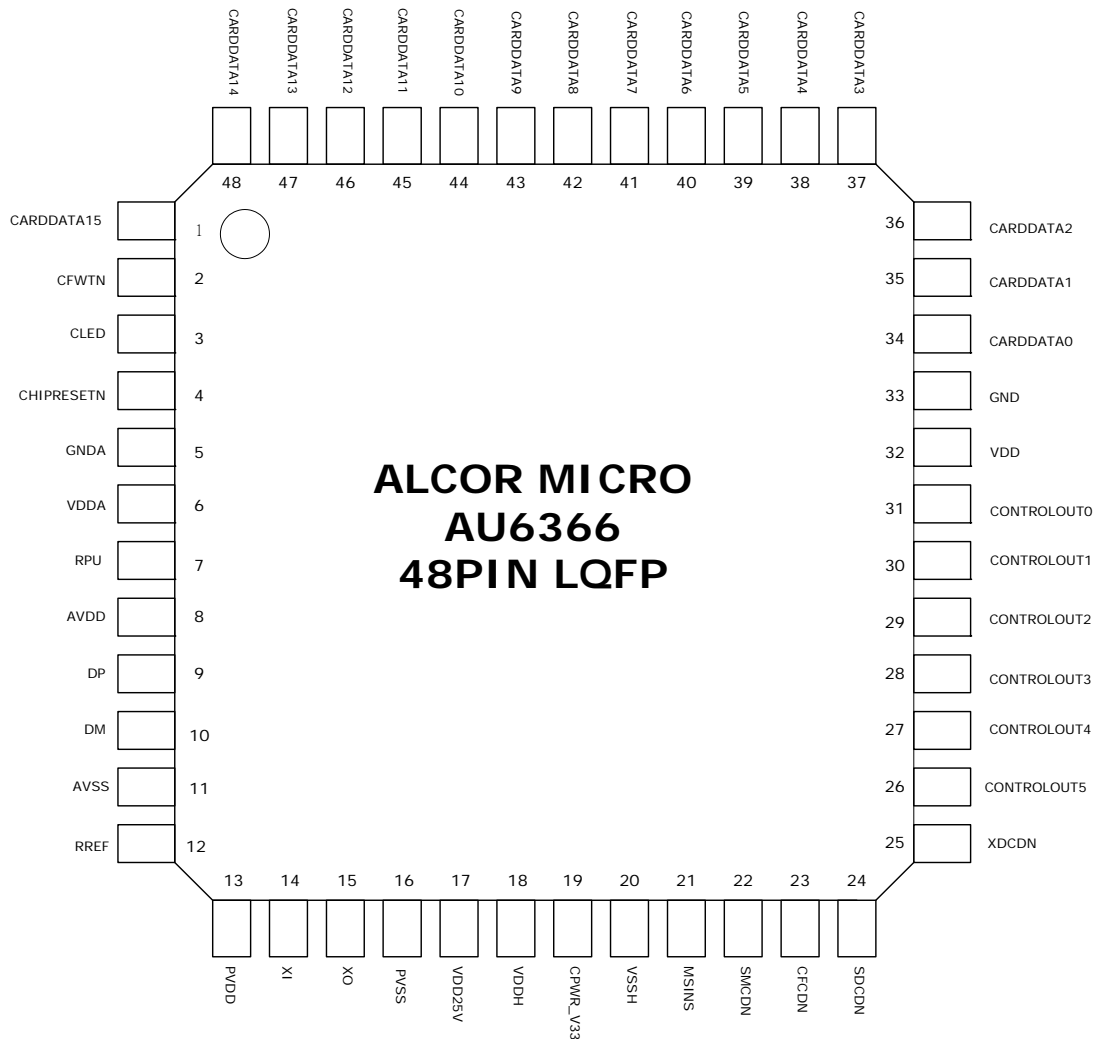 CARDDATA14
CARDDATA13
CARDDATA12
CARDDATA11
CARDDATA10
CARDDATA9
CARDDATA8
CARDDATA7
CARDDATA6
CARDDATA5
CARDDATA4
CARDDATA3
48 47 46 45 44 43 42 41 40 39 38 37
CARDDATA15 1
CFWTN 2
CLED 3
CHIPRESETN 4
GNDA 5
VDDA 6
RPU 7
AVDD 8
DP 9
DM 10
AVSS 11
RREF 12
ALCOR MICRO
AU6366
48PIN LQFP
36 CARDDATA2
35 CARDDATA1
34 CARDDATA0
33 GND
32 VDD
31 CONTROLOUT0
30 CONTROLOUT1
29 CONTROLOUT2
28 CONTROLOUT3
27 CONTROLOUT4
26 CONTROLOUT5
25 XDCDN
13 14 15 16 17 18 19 20 21 22 23 24
PVDD
XI
XO
PVSS
VDD25V
VDDH
CPWR_V33
VSSH
MSINS
SMCDN
CFCDN
SDCDN